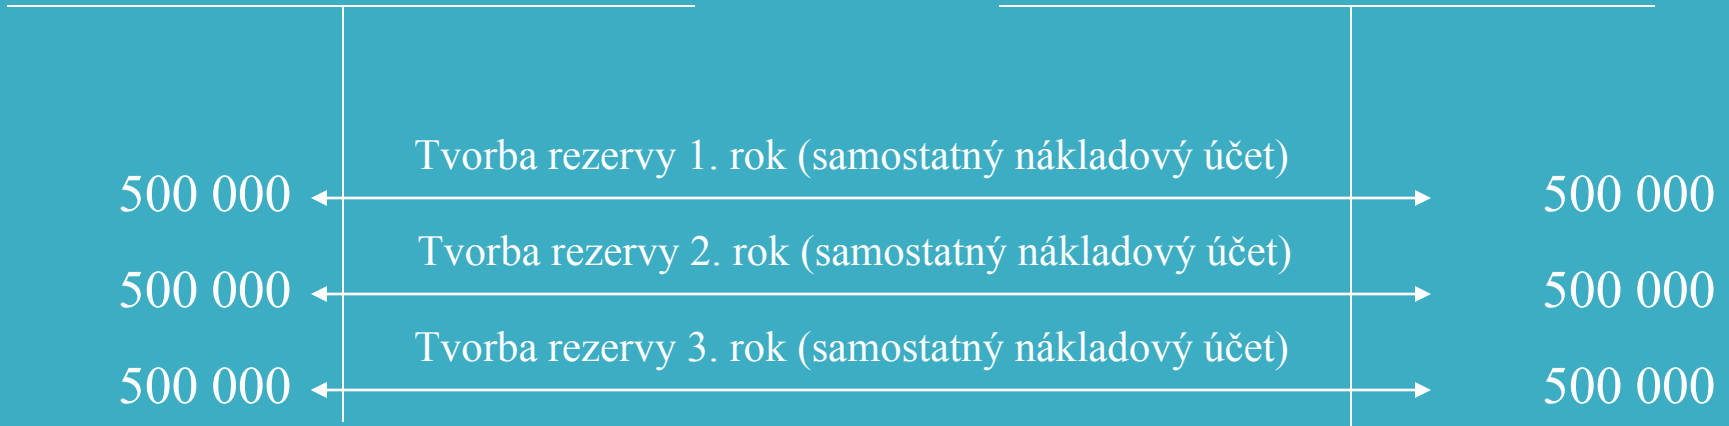 Tvorba rezervy 1. rok (samostatný nákladový účet)
500 000 500 000
Tvorba rezervy 2. rok (samostatný nákladový účet)
500 000 500 000
Tvorba rezervy 3. rok (samostatný nákladový účet)
500 000 500 000